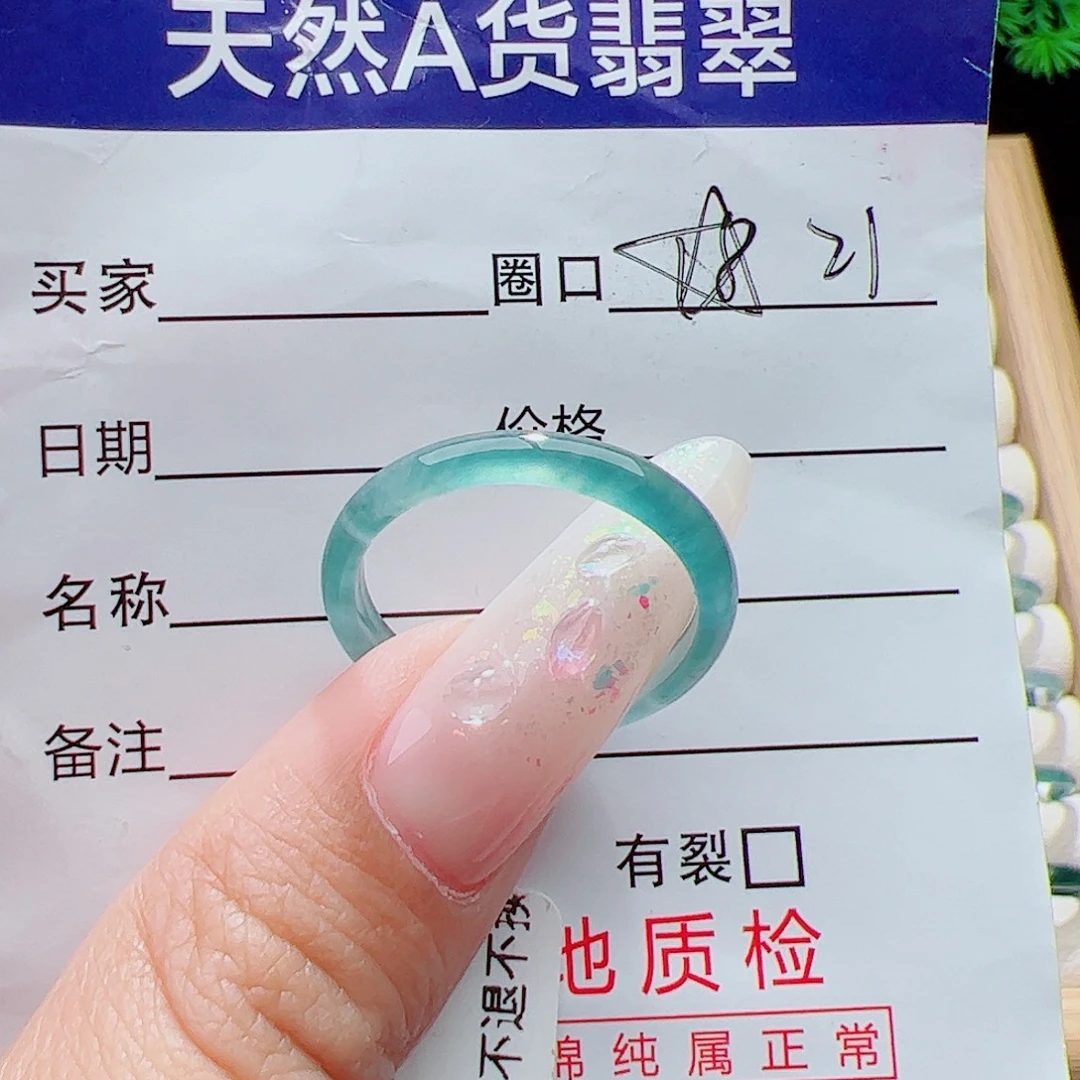 天然A货翡翠
买家 圈口 18 21
日期 价格
名称
备注
有裂
地质检
不退不换
棉纯属正常